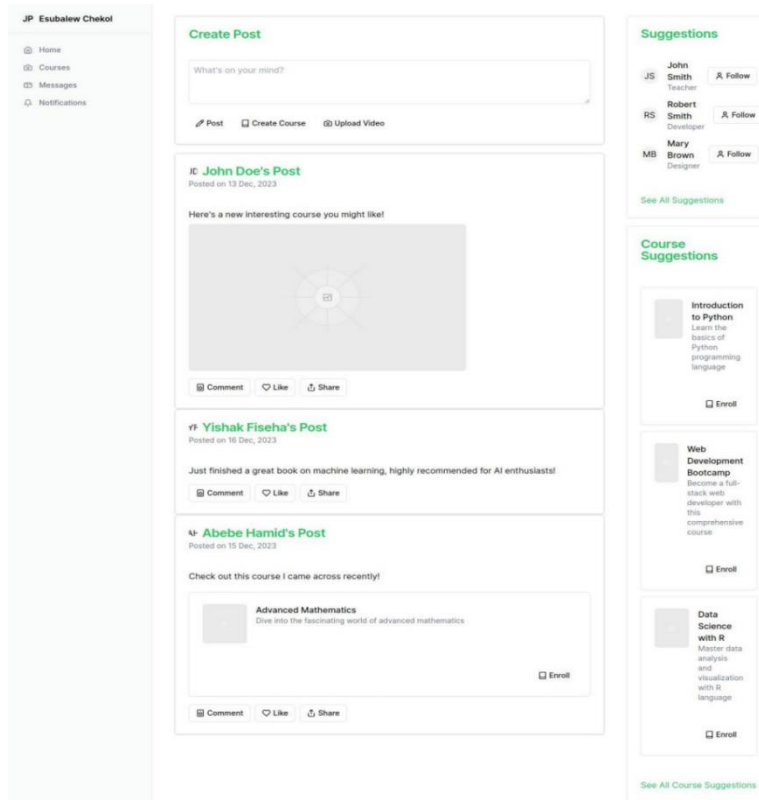 JP Esubalew Chekol
Home
Courses
Messages
Notifications
Create Post
What's on your mind?
Post Create Course Upload Video
John Doe's Post
Posted on 13 Dec, 2023
Here's a new interesting course you might like!
Comment Like Share
Yishak Fiseha's Post
Posted on 16 Dec, 2023
Just finished a great book on machine learning, highly recommended for AI enthusiasts!
Comment Like Share
Abebe Hamid's Post
Posted on 15 Dec, 2023
Check out this course I came across recently!
Advanced Mathematics
Dive into the fascinating world of advanced mathematics
Enroll
Comment Like Share
Suggestions
JS
John
Smith
Teacher
Follow
RS
Robert
Smith
Developer
Follow
MB
Mary
Brown
Designer
Follow
See All Suggestions
Course
Suggestions
Introduction
to Python
Learn the
basics of
Python
programming
language
Enroll
Web
Development
Bootcamp
Become a full-
stack web
developer with
this
comprehensive
course
Enroll
Data
Science
with R
Master data
analysis
and
visualization
with R
language
Enroll
See All Course Suggestions